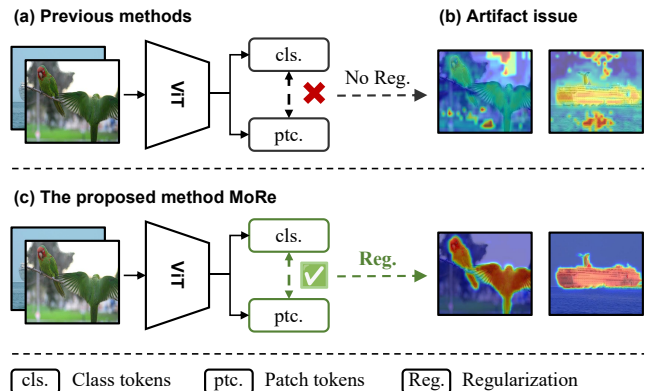 (a) Previous methods
(b) Artifact issue
ViT
cls.
ptc.
No Reg.
(c) The proposed method MoRe
ViT
cls.
ptc.
Reg.
cls. Class tokens ptc. Patch tokens Reg. Regularization